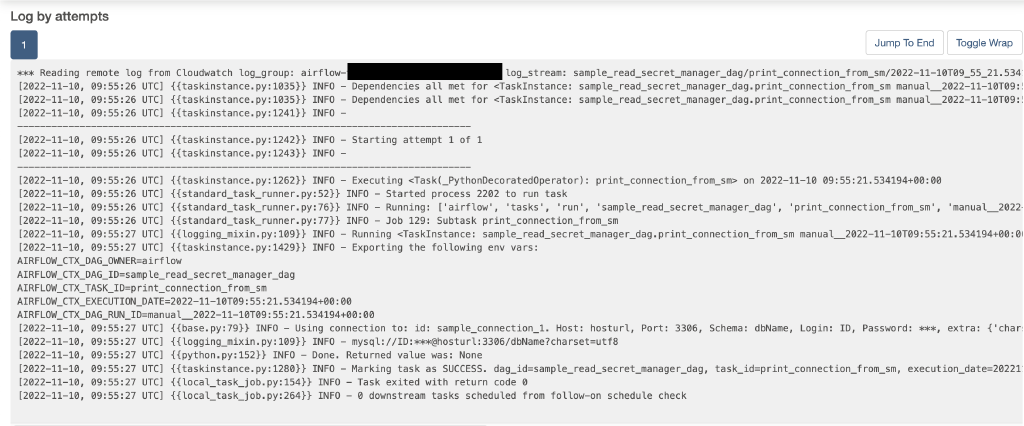 Log by attempts
1
Jump To End
Toggle Wrap
*** Reading remote log from Cloudwatch log_group: airflow- log_stream: sample_read_secret_manager_dag/print_connection_from_sm/2022-11-10T09_55_21.534
[2022-11-10, 09:55:26 UTC] {{taskinstance.py:1035}} INFO - Dependencies all met for <TaskInstance: sample_read_secret_manager_dag.print_connection_from_sm manual__2022-11-10T09:
[2022-11-10, 09:55:26 UTC] {{taskinstance.py:1035}} INFO - Dependencies all met for <TaskInstance: sample_read_secret_manager_dag.print_connection_from_sm manual__2022-11-10T09:
[2022-11-10, 09:55:26 UTC] {{taskinstance.py:1241}} INFO -
--------------------------------------------------------------------------------
[2022-11-10, 09:55:26 UTC] {{taskinstance.py:1242}} INFO - Starting attempt 1 of 1
[2022-11-10, 09:55:26 UTC] {{taskinstance.py:1243}} INFO -
--------------------------------------------------------------------------------
[2022-11-10, 09:55:26 UTC] {{taskinstance.py:1262}} INFO - Executing <Task(_PythonDecoratedOperator): print_connection_from_sm> on 2022-11-10 09:55:21.534194+00:00
[2022-11-10, 09:55:26 UTC] {{standard_task_runner.py:52}} INFO - Started process 2202 to run task
[2022-11-10, 09:55:26 UTC] {{standard_task_runner.py:76}} INFO - Running: ['airflow', 'tasks', 'run', 'sample_read_secret_manager_dag', 'print_connection_from_sm', 'manual__2022-
[2022-11-10, 09:55:26 UTC] {{standard_task_runner.py:77}} INFO - Job 129: Subtask print_connection_from_sm
[2022-11-10, 09:55:27 UTC] {{logging_mixin.py:109}} INFO - Running <TaskInstance: sample_read_secret_manager_dag.print_connection_from_sm manual__2022-11-10T09:55:21.534194+00:0
[2022-11-10, 09:55:27 UTC] {{taskinstance.py:1429}} INFO - Exporting the following env vars:
AIRFLOW_CTX_DAG_OWNER=airflow
AIRFLOW_CTX_DAG_ID=sample_read_secret_manager_dag
AIRFLOW_CTX_TASK_ID=print_connection_from_sm
AIRFLOW_CTX_EXECUTION_DATE=2022-11-10T09:55:21.534194+00:00
AIRFLOW_CTX_DAG_RUN_ID=manual__2022-11-10T09:55:21.534194+00:00
[2022-11-10, 09:55:27 UTC] {{base.py:79}} INFO - Using connection to: id: sample_connection_1. Host: hosturl, Port: 3306, Schema: dbName, Login: ID, Password: ***, extra: {'char
[2022-11-10, 09:55:27 UTC] {{logging_mixin.py:109}} INFO - mysql://ID:***@hosturl:3306/dbName?charset=utf8
[2022-11-10, 09:55:27 UTC] {{python.py:152}} INFO - Done. Returned value was: None
[2022-11-10, 09:55:27 UTC] {{taskinstance.py:1280}} INFO - Marking task as SUCCESS. dag_id=sample_read_secret_manager_dag, task_id=print_connection_from_sm, execution_date=20221
[2022-11-10, 09:55:27 UTC] {{local_task_job.py:154}} INFO - Task exited with return code 0
[2022-11-10, 09:55:27 UTC] {{local_task_job.py:264}} INFO - 0 downstream tasks scheduled from follow-on schedule check